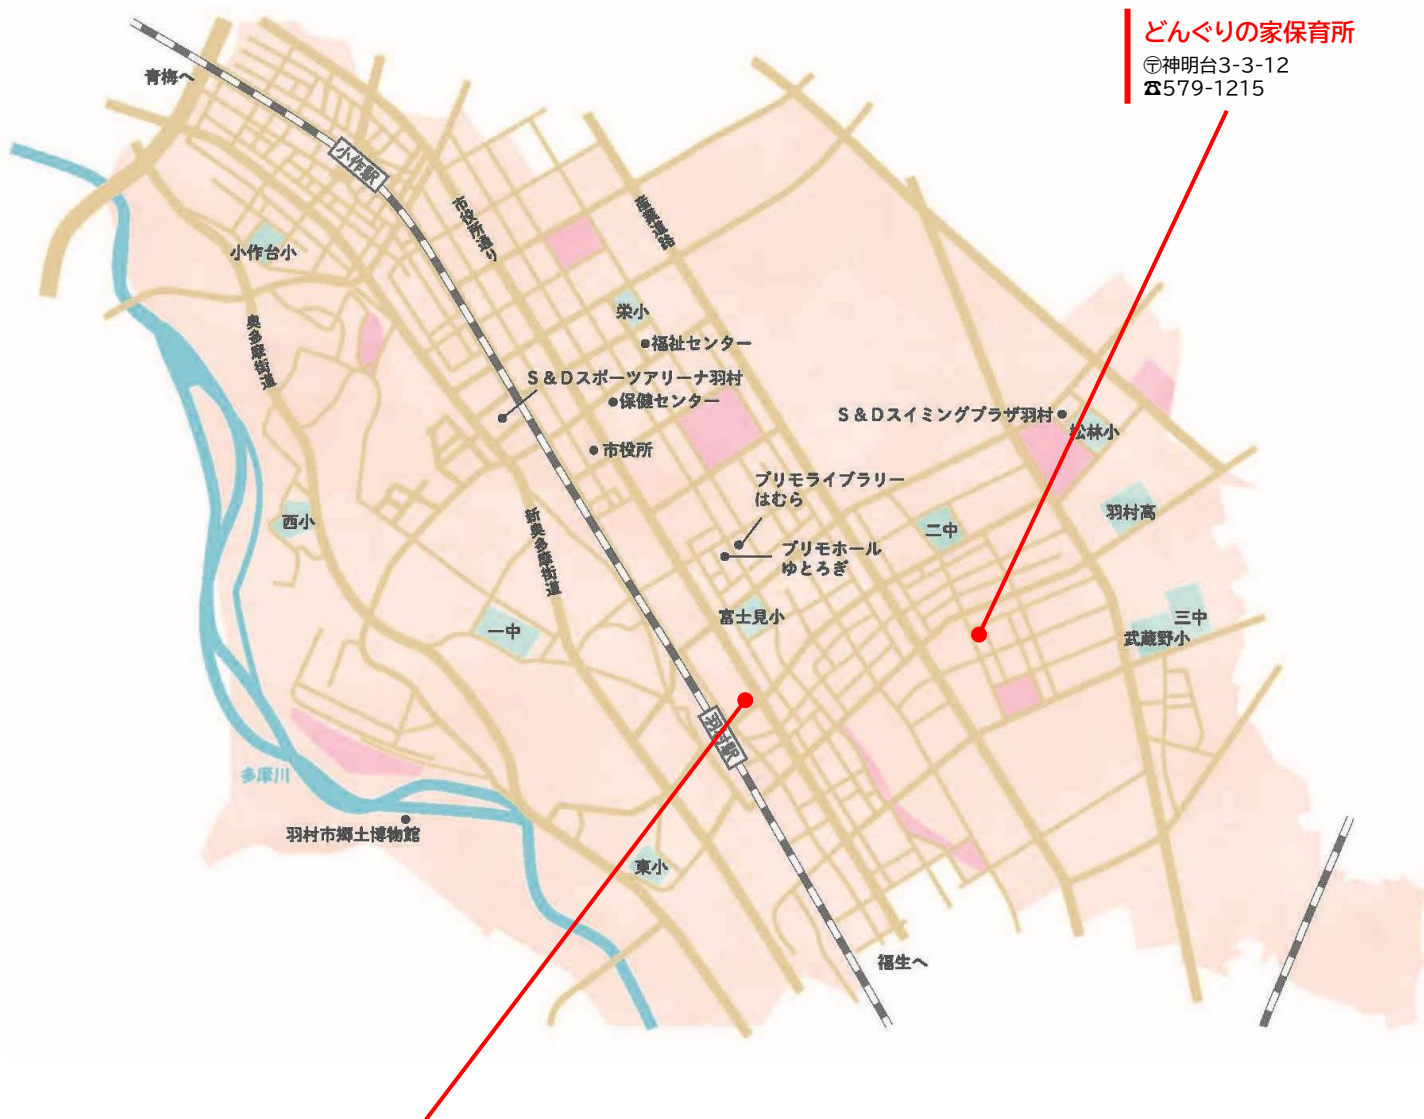 どんぐりの家保育所
〶神明台3-3-12
☎579-1215
青梅へ
小作駅
市役所通り
産業道路
小作台小
栄小
福祉センター
奥多摩街道
S&Dスポーツアリーナ羽村
保健センター
S&Dスイミングプラザ羽村
松林小
市役所
プリモライブラリー
はむら
西小
新奥多摩街道
二中
羽村高
プリモホール
ゆとろぎ
富士見小
一中
三中
武蔵野小
羽村駅
多摩川
羽村市郷土博物館
東小
福生へ